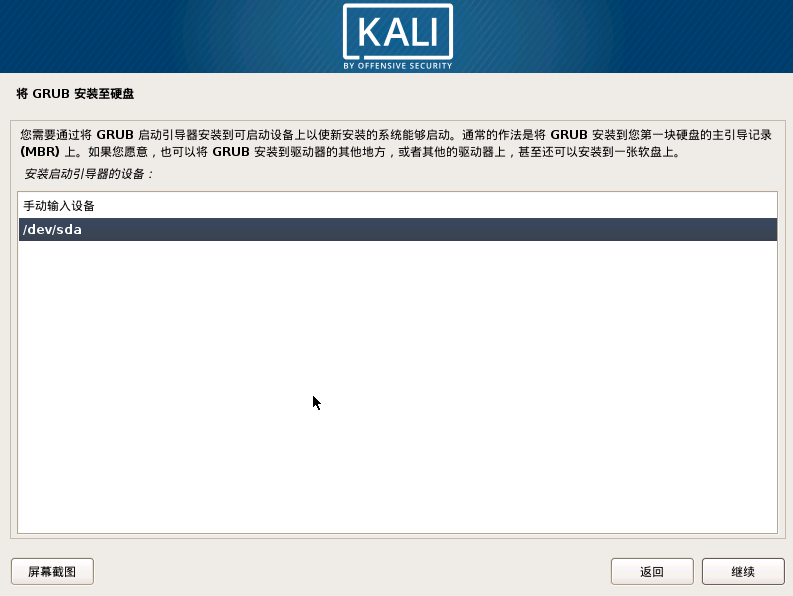 KALI
BY OFFENSIVE SECURITY
将 GRUB 安装至硬盘
您需要通过将 GRUB 启动引导器安装到可启动设备上以使新安装的系统能够启动。通常的作法是将 GRUB 安装到您第一块硬盘的主引导记录
(MBR) 上。如果您愿意，也可以将 GRUB 安装到驱动器的其他地方，或者其他的驱动器上，甚至还可以安装到一张软盘上。
安装启动引导器的设备：
手动输入设备
/dev/sda
屏幕截图
返回
继续